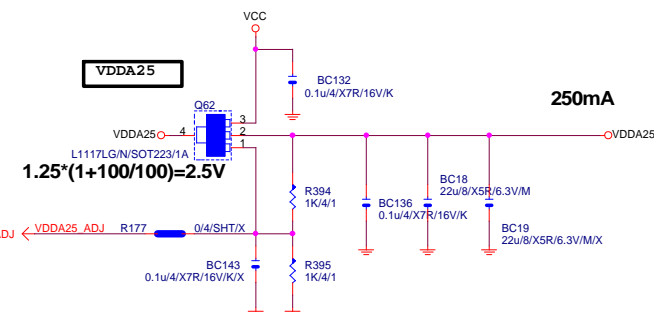 VCC
VDDA25
BC132
0.1u/4/X7R/16V/K
250mA
Q62
3
VDDA25 4 2 VDDA25
1
L1117LG/N/SOT223/1A
1.25*(1+100/100)=2.5V
R394
1K/4/1
BC136
0.1u/4/X7R/16V/K
BC18
22u/8/X5R/6.3V/M
BC19
22u/8/X5R/6.3V/M/X
ADJ VDDA25_ADJ R177 0/4/SHT/X
BC143
0.1u/4/X7R/16V/K/X
R395
1K/4/1